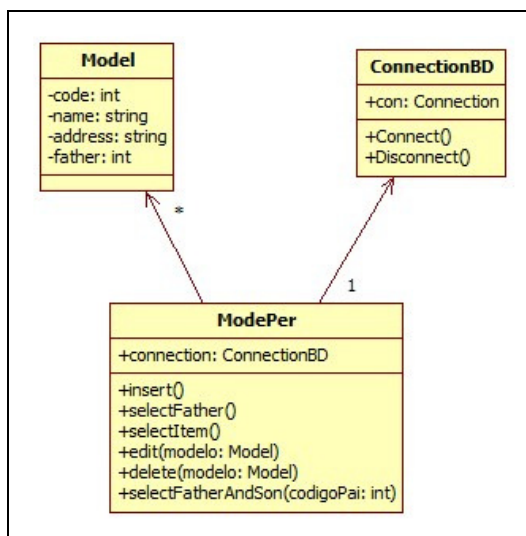 Model
-code: int
-name: string
-address: string
-father: int
ConnectionBD
+con: Connection
+Connect()
+Disconnect()
*
1
ModePer
+connection: ConnectionBD
+insert()
+selectFather()
+selectItem()
+edit(modelo: Model)
+delete(modelo: Model)
+selectFatherAndSon(codigoPai: int)